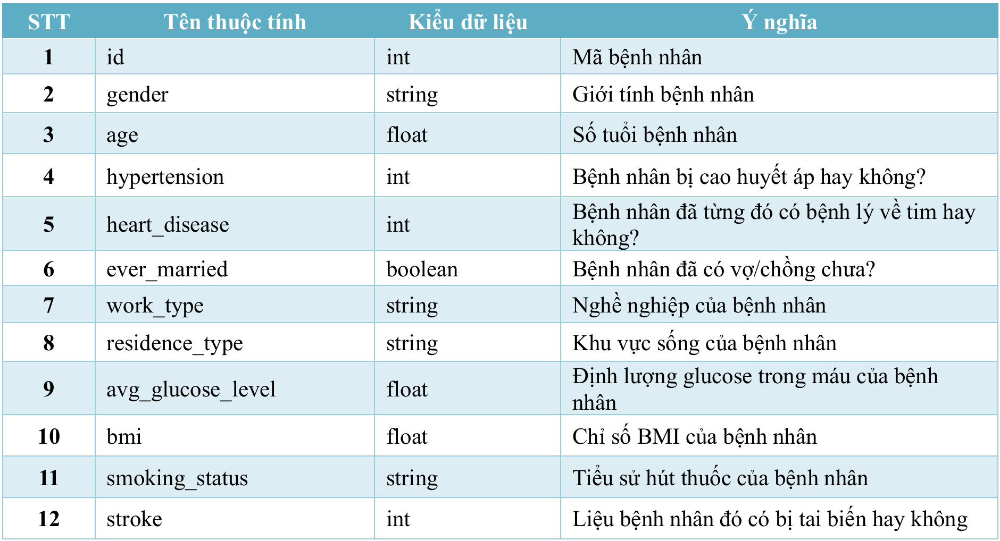 STT Tên thuộc tính Kiểu dữ liệu Ý nghĩa
1 id int Mã bệnh nhân
2 gender string Giới tính bệnh nhân
3 age float Số tuổi bệnh nhân
4 hypertension int Bệnh nhân bị cao huyết áp hay không?
5 heart_disease int Bệnh nhân đã từng đó có bệnh lý về tim hay
không?
6 ever_married boolean Bệnh nhân đã có vợ/chồng chưa?
7 work_type string Nghề nghiệp của bệnh nhân
8 residence_type string Khu vực sống của bệnh nhân
9 avg_glucose_level float Định lượng glucose trong máu của bệnh
nhân
10 bmi float Chỉ số BMI của bệnh nhân
11 smoking_status string Tiểu sử hút thuốc của bệnh nhân
12 stroke int Liệu bệnh nhân đó có bị tai biến hay không